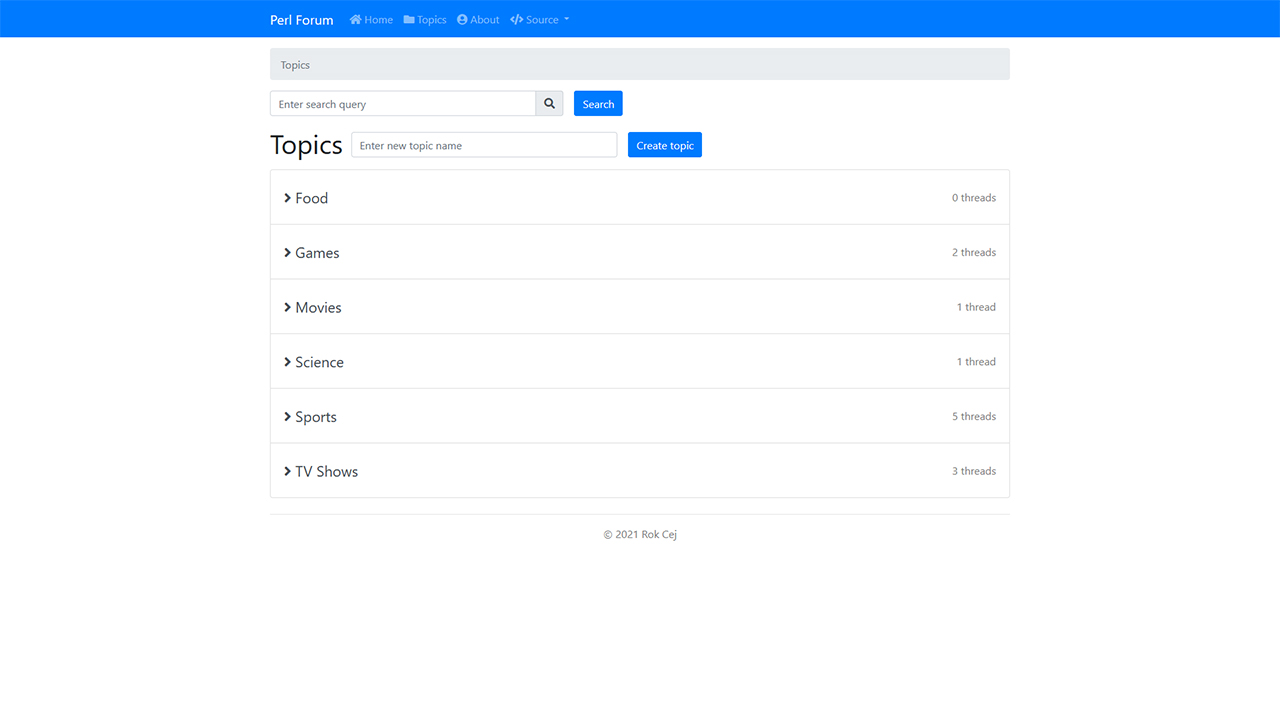 Perl Forum Home Topics About Source
Topics
Enter search query Search
Topics Enter new topic name Create topic
Food 0 threads
Games 2 threads
Movies 1 thread
Science 1 thread
Sports 5 threads
TV Shows 3 threads
© 2021 Rok Cej